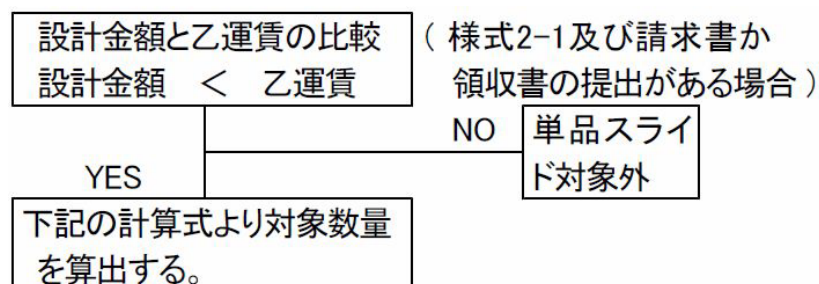 設計金額と乙運賃の比較
設計金額 < 乙運賃
( 様式2-1及び請求書か
領収書の提出がある場合 )
NO
単品スライ
ド対象外
YES
下記の計算式より対象数量
を算出する。